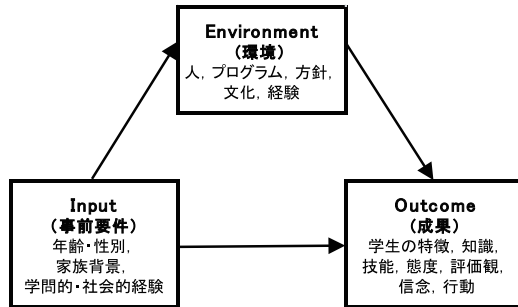 Environment
(環境)
人, プログラム, 方針,
文化, 経験
Input
(事前要件)
年齢・性別,
家族背景,
学問的・社会的経験
Outcome
(成果)
学生の特徴, 知識,
技能, 態度, 評価観,
信念, 行動